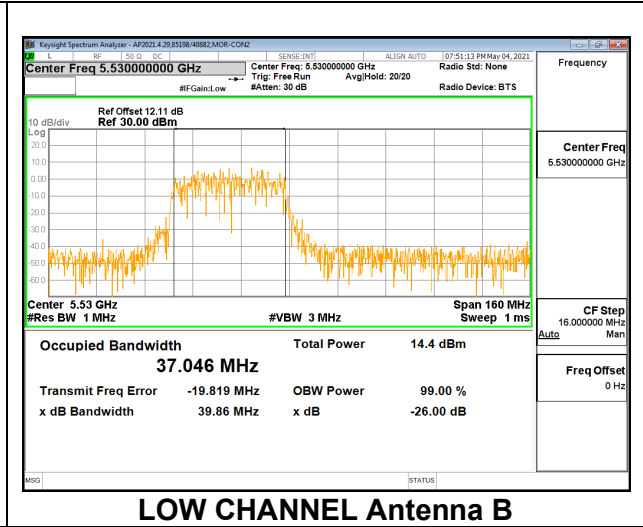 Keysight Spectrum Analyzer - AP2021.4.29,85198/40882,MOR-CON2
LXI L RF 50 Ω DC SENSE:INT ALIGN AUTO 07:51:13 PM May 04, 2021
Center Freq 5.530000000 GHz
Center Freq: 5.530000000 GHz
Radio Std: None
Trig: Free Run Avg|Hold: 20/20
#IFGain:Low #Atten: 30 dB Radio Device: BTS
Frequency
Ref Offset 12.11 dB
10 dB/div Ref 30.00 dBm
Log
20.0
10.0
0.00
-10.0
-20.0
-30.0
-40.0
-50.0
-60.0
Center 5.53 GHz Span 160 MHz
#Res BW 1 MHz #VBW 3 MHz Sweep 1 ms
Occupied Bandwidth Total Power 14.4 dBm
37.046 MHz
Transmit Freq Error -19.819 MHz OBW Power 99.00 %
x dB Bandwidth 39.86 MHz x dB -26.00 dB
Center Freq
5.530000000 GHz
CF Step
16.000000 MHz
Auto Man
Freq Offset
0 Hz
MSG STATUS
LOW CHANNEL Antenna B